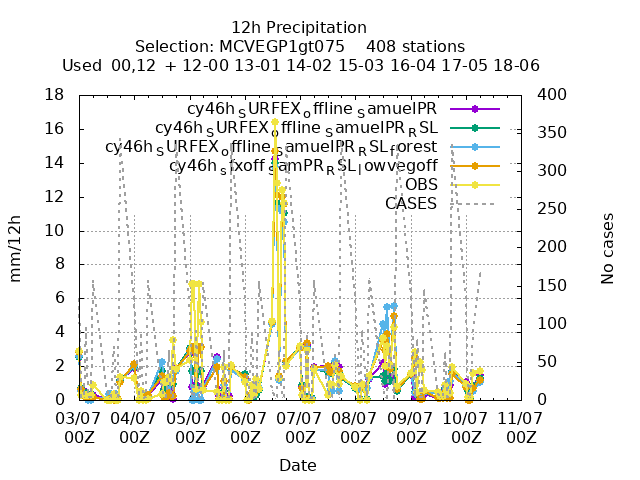 12h Precipitation
Selection: MCVEGP1gt075    408 stations
Used  00,12  + 12-00 13-01 14-02 15-03 16-04 17-05 18-06
18
16
14
12
10
8
6
4
2
0
mm/12h
400
350
300
250
200
150
100
50
0
No cases
cy46h_SURFEX_offline_SamuelPR
cy46h_SURFEX_offline_SamuelPR_RSL
cy46h_SURFEX_offline_SamuelPR_RSL_forest
cy46h_sfxoff_samPR_RSL_lowvegoff
OBS
CASES
03/07 04/07 05/07 06/07 07/07 08/07 09/07 10/07 11/07
00Z 00Z 00Z 00Z 00Z 00Z 00Z 00Z 00Z
Date